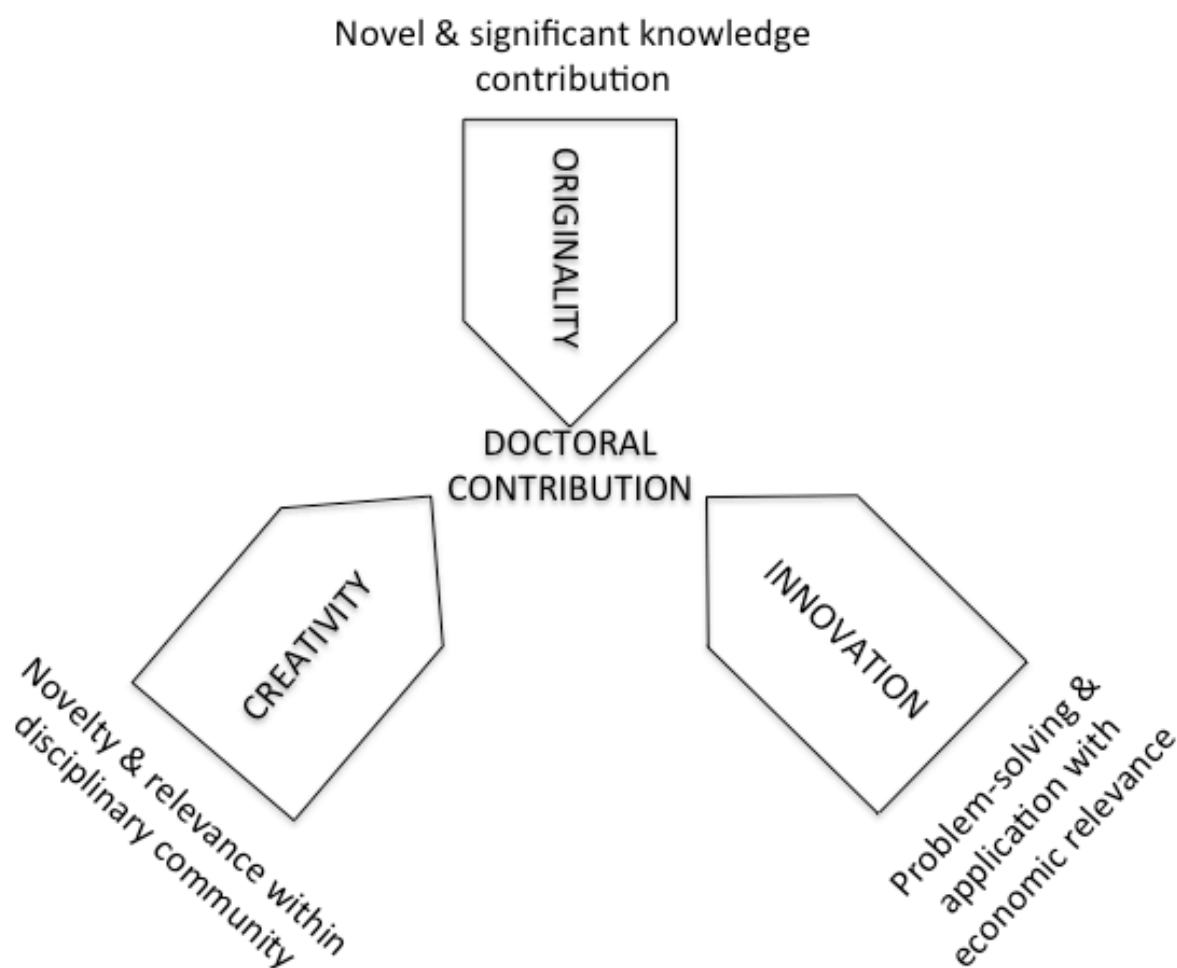 Novel & significant knowledge
contribution
ORIGINALITY
DOCTORAL
CONTRIBUTION
CREATIVITY
Novelty & relevance within
disciplinary community
INNOVATION
Problem-solving &
application with
economic relevance